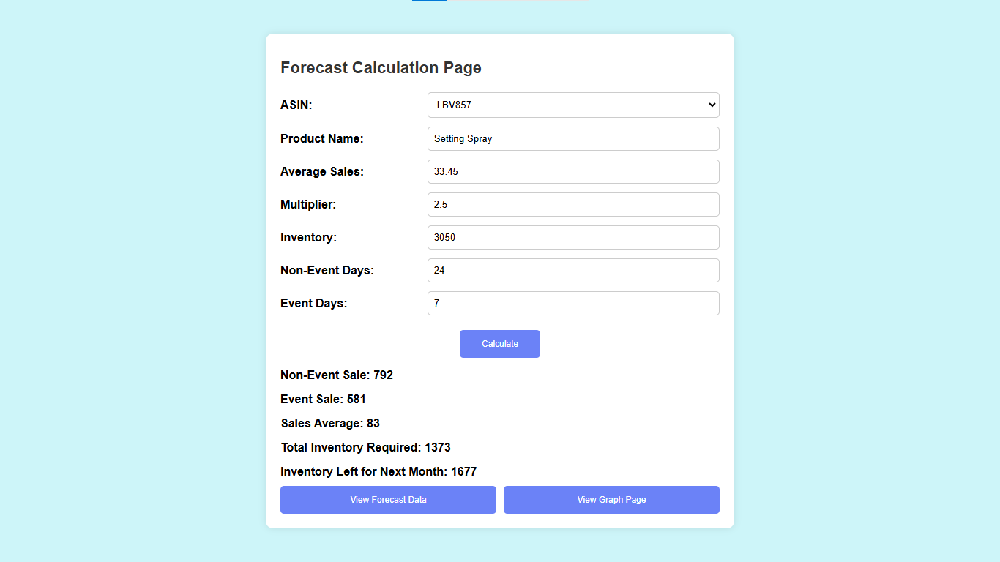 Forecast Calculation Page
ASIN: LBV857
Product Name: Setting Spray
Average Sales: 33.45
Multiplier: 2.5
Inventory: 3050
Non-Event Days: 24
Event Days: 7
Calculate
Non-Event Sale: 792
Event Sale: 581
Sales Average: 83
Total Inventory Required: 1373
Inventory Left for Next Month: 1677
View Forecast Data View Graph Page